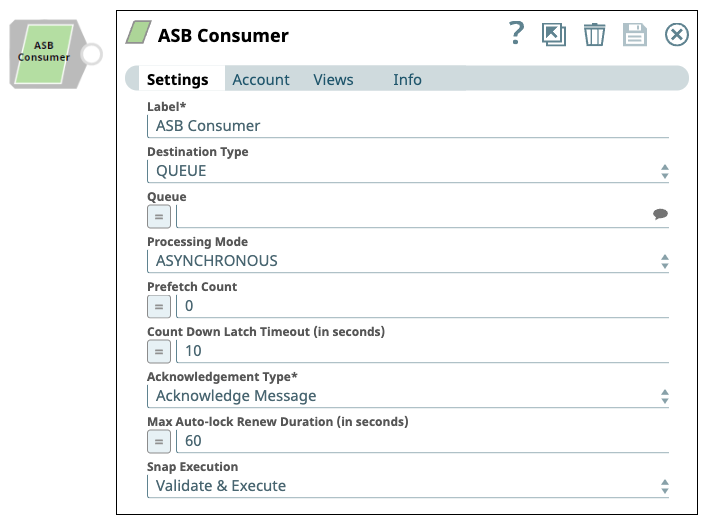 ASB
Consumer
ASB Consumer
?
Settings Account Views Info
Label*
ASB Consumer
Destination Type
QUEUE
Queue
=
Processing Mode
ASYNCHRONOUS
Prefetch Count
= 0
Count Down Latch Timeout (in seconds)
= 10
Acknowledgement Type*
Acknowledge Message
Max Auto-lock Renew Duration (in seconds)
= 60
Snap Execution
Validate & Execute